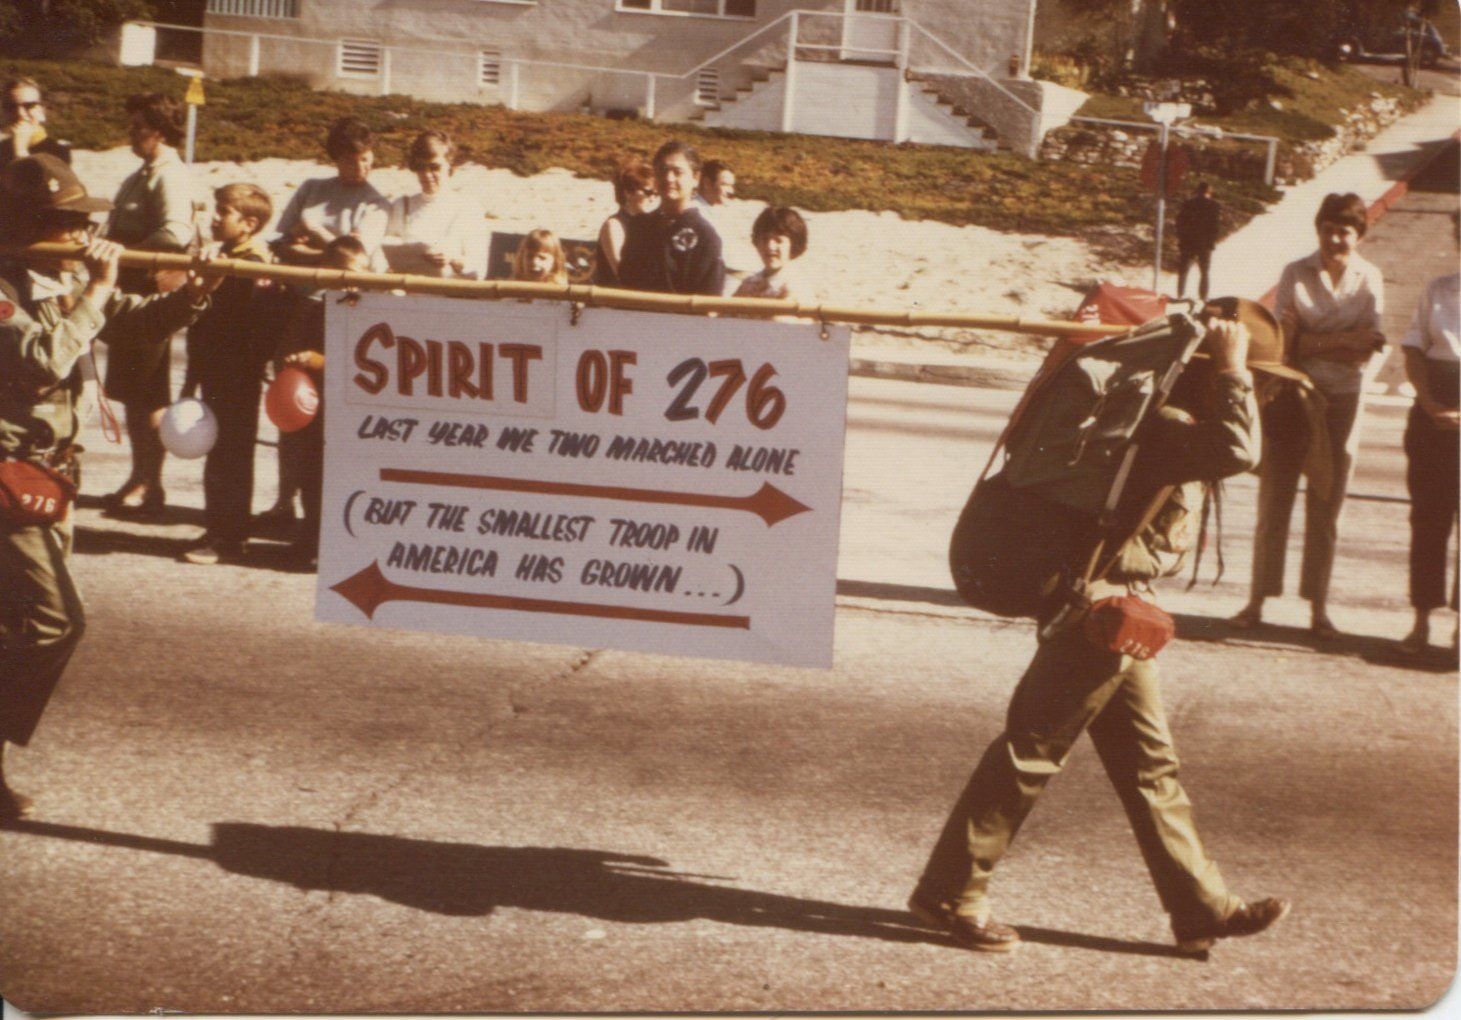 SPIRIT OF 276
LAST YEAR WE TWO MARCHED ALONE
(BUT THE SMALLEST TROOP IN
AMERICA HAS GROWN...)
276
276